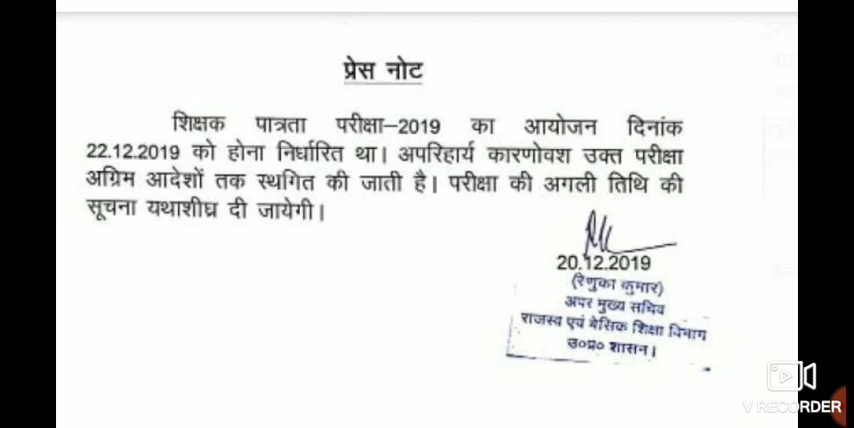 प्रेस नोट
शिक्षक पात्रता परीक्षा–2019 का आयोजन दिनांक
22.12.2019 को होना निर्धारित था। अपरिहार्य कारणोवश उक्त परीक्षा
अग्रिम आदेशों तक स्थगित की जाती है। परीक्षा की अगली तिथि की
सूचना यथाशीघ्र दी जायेगी।
20.12.2019
(रेणुका कुमार)
अपर मुख्य सचिव
राजस्व एवं बेसिक शिक्षा विभाग
उ०प्र० शासन।
V RECORDER